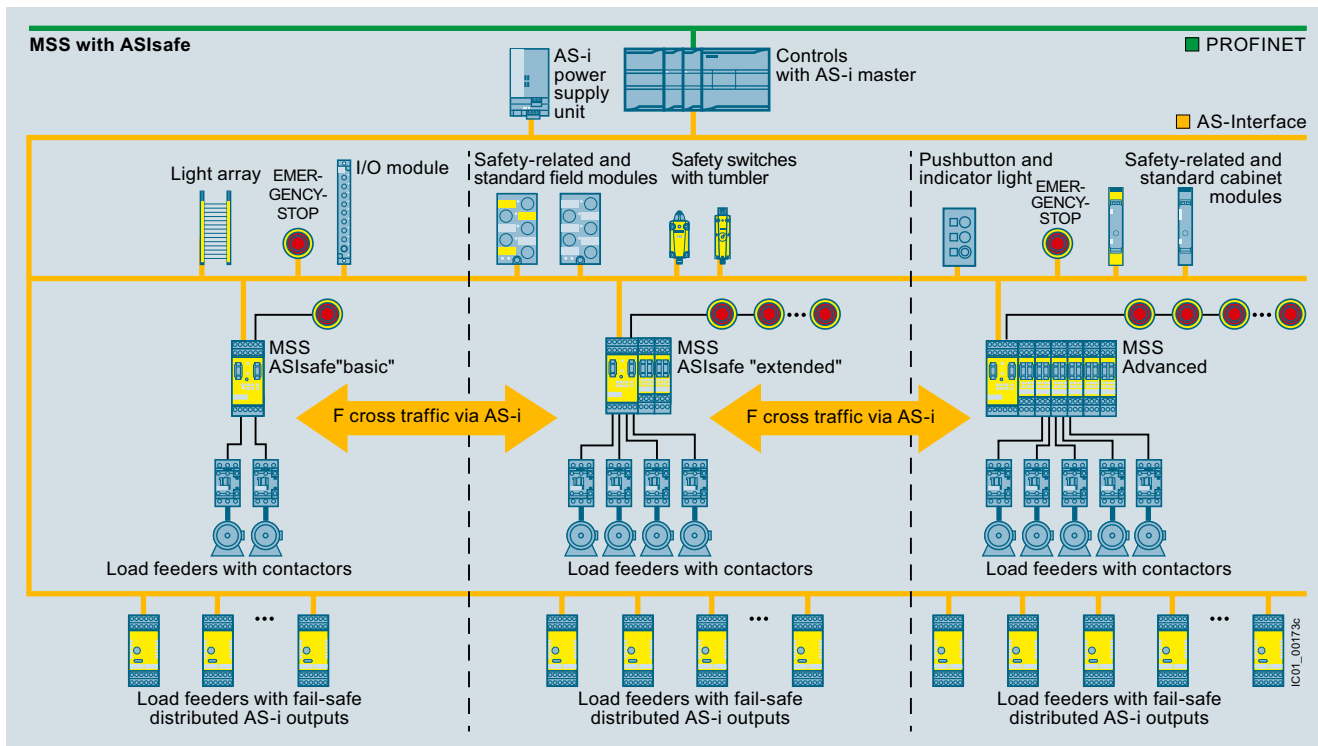 MSS with ASIsafe
PROFINET
AS-i
power
supply
unit
Controls
with AS-i master
AS-Interface
Light array
EMER-
GENCY-
STOP
I/O module
Safety-related and
standard field modules
Safety switches
with tumbler
Pushbutton and
indicator light
EMER-
GENCY-
STOP
Safety-related and
standard cabinet
modules
MSS
ASIsafe"basic"
MSS
ASIsafe "extended"
MSS
Advanced
F cross traffic via AS-i
F cross traffic via AS-i
Load feeders with contactors
Load feeders with contactors
Load feeders with contactors
Load feeders with fail-safe
distributed AS-i outputs
Load feeders with fail-safe
distributed AS-i outputs
Load feeders with fail-safe
distributed AS-i outputs
IC01_00173c